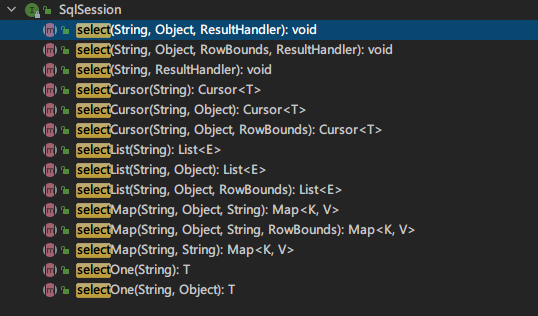 SqlSession
select(String, Object, ResultHandler): void
select(String, Object, RowBounds, ResultHandler): void
select(String, ResultHandler): void
selectCursor(String): Cursor<T>
selectCursor(String, Object): Cursor<T>
selectCursor(String, Object, RowBounds): Cursor<T>
selectList(String): List<E>
selectList(String, Object): List<E>
selectList(String, Object, RowBounds): List<E>
selectMap(String, Object, String): Map<K, V>
selectMap(String, Object, String, RowBounds): Map<K, V>
selectMap(String, String): Map<K, V>
selectOne(String): T
selectOne(String, Object): T